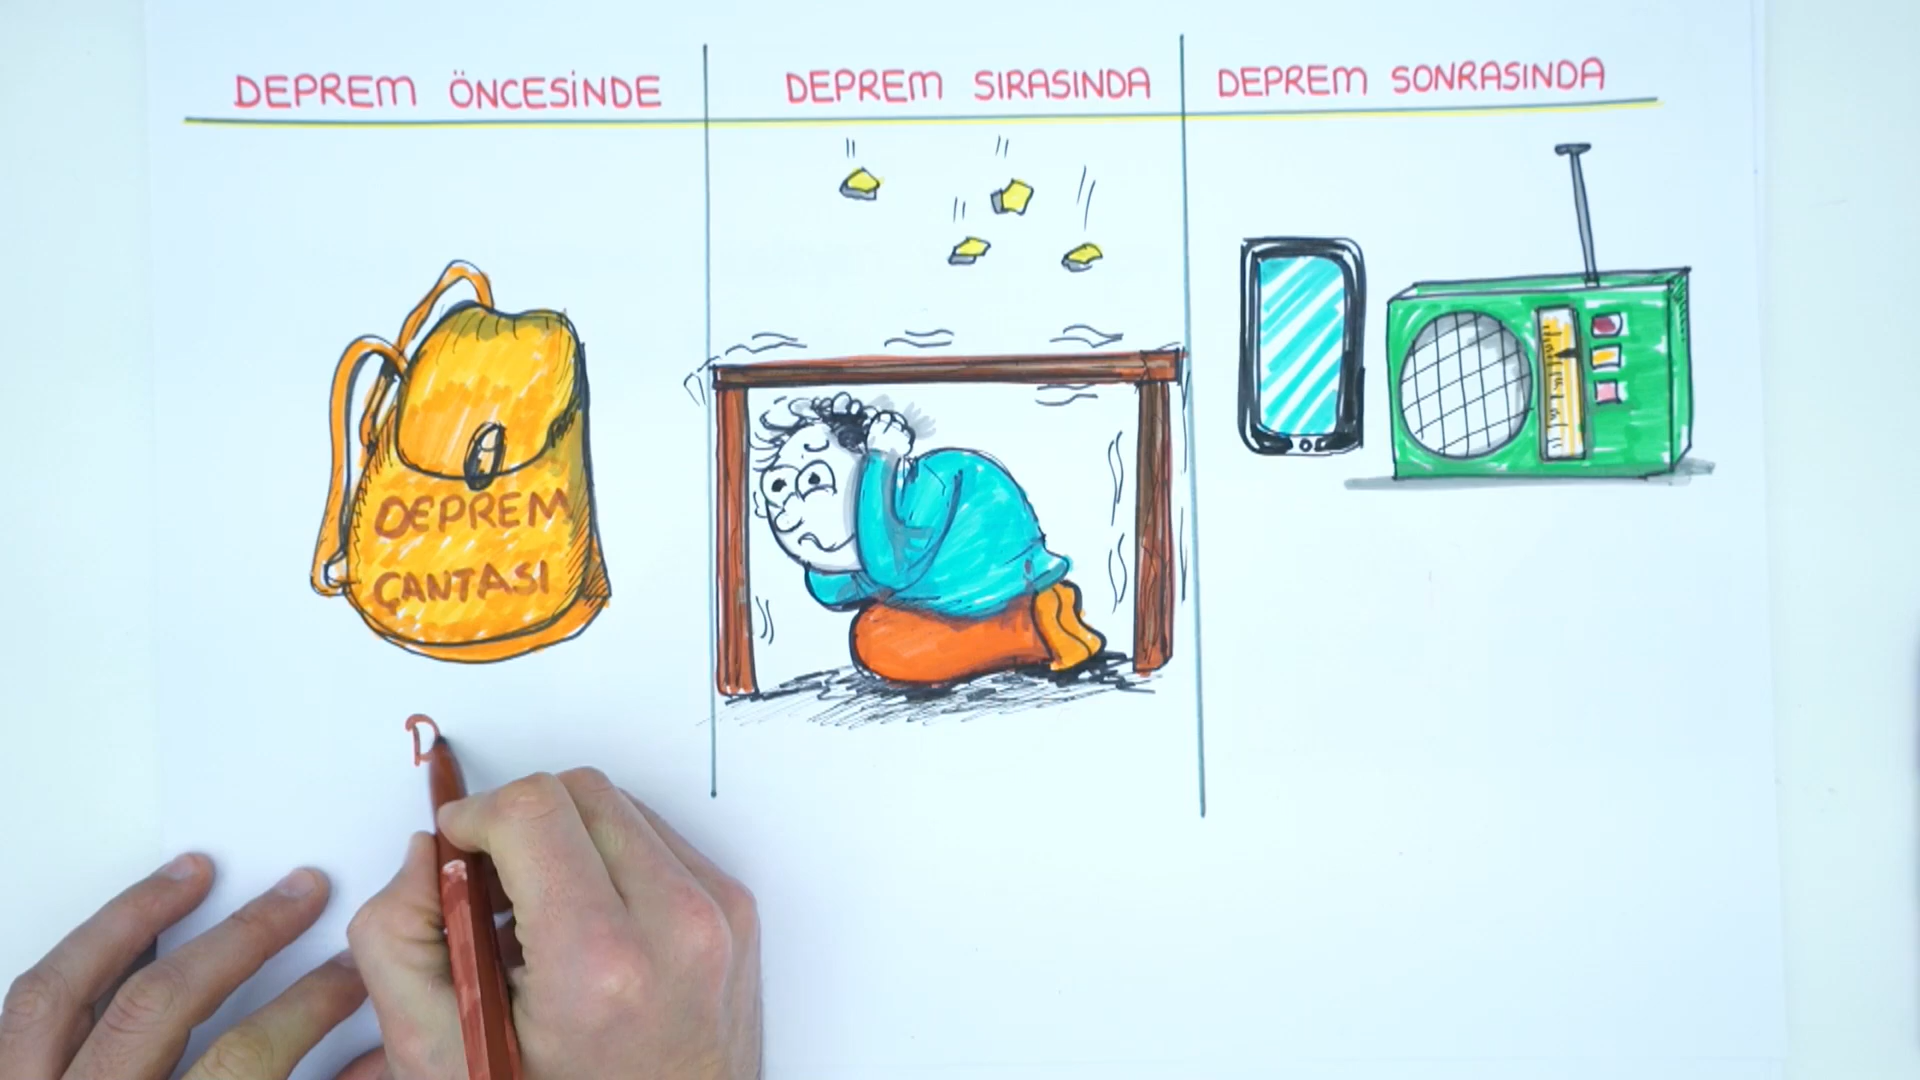 DEPREM ÖNCESİNDE
DEPREM SIRASINDA
DEPREM SONRASINDA
DEPREM
ÇANTASI
D